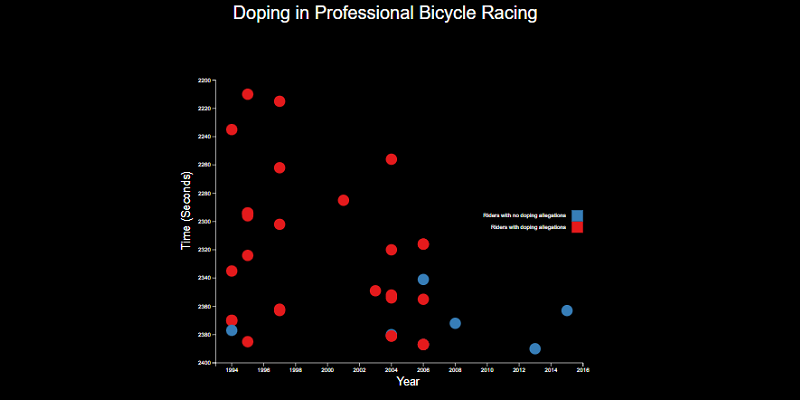 Doping in Professional Bicycle Racing
2200
2220
2240
2260
2280
2300
2320
2340
2360
2380
2400
Time (Seconds)
Riders with no doping allegations
Riders with doping allegations
1994 1996 1998 2000 2002 2004 2006 2008 2010 2012 2014 2016
Year